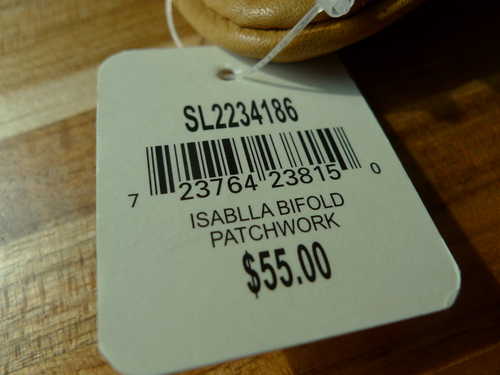 SL2234186
7 23764 23815 0
ISABLLA BIFOLD
PATCHWORK
$55.00